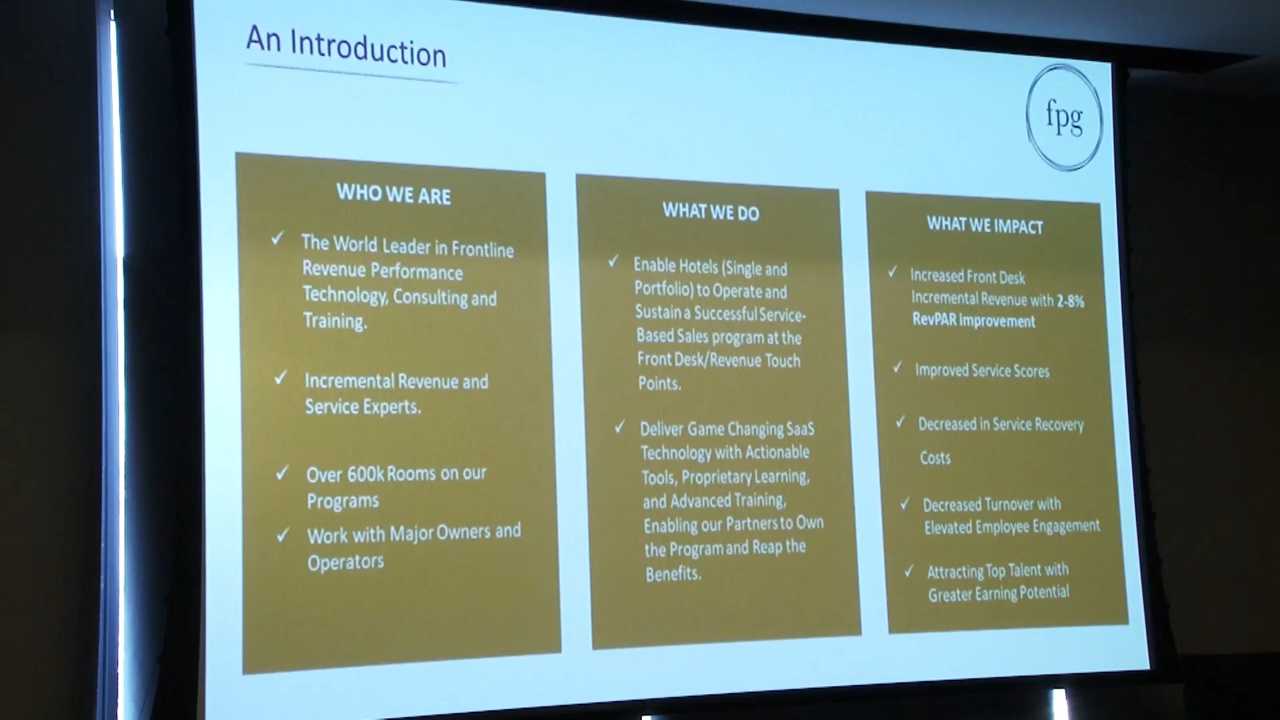 An Introduction
fpg
WHO WE ARE
✓ The World Leader in Frontline
Revenue Performance
Technology, Consulting and
Training.
✓ Incremental Revenue and
Service Experts.
✓ Over 600k Rooms on our
Programs
✓ Work with Major Owners and
Operators
WHAT WE DO
✓ Enable Hotels (Single and
Portfolio) to Operate and
Sustain a Successful Service-
Based Sales program at the
Front Desk/Revenue Touch
Points.
✓ Deliver Game Changing SaaS
Technology with Actionable
Tools, Proprietary Learning,
and Advanced Training,
Enabling our Partners to Own
the Program and Reap the
Benefits.
WHAT WE IMPACT
✓ Increased Front Desk
Incremental Revenue with 2-8%
RevPAR improvement
✓ Improved Service Scores
✓ Decreased in Service Recovery
Costs
✓ Decreased Turnover with
Elevated Employee Engagement
✓ Attracting Top Talent with
Greater Earning Potential